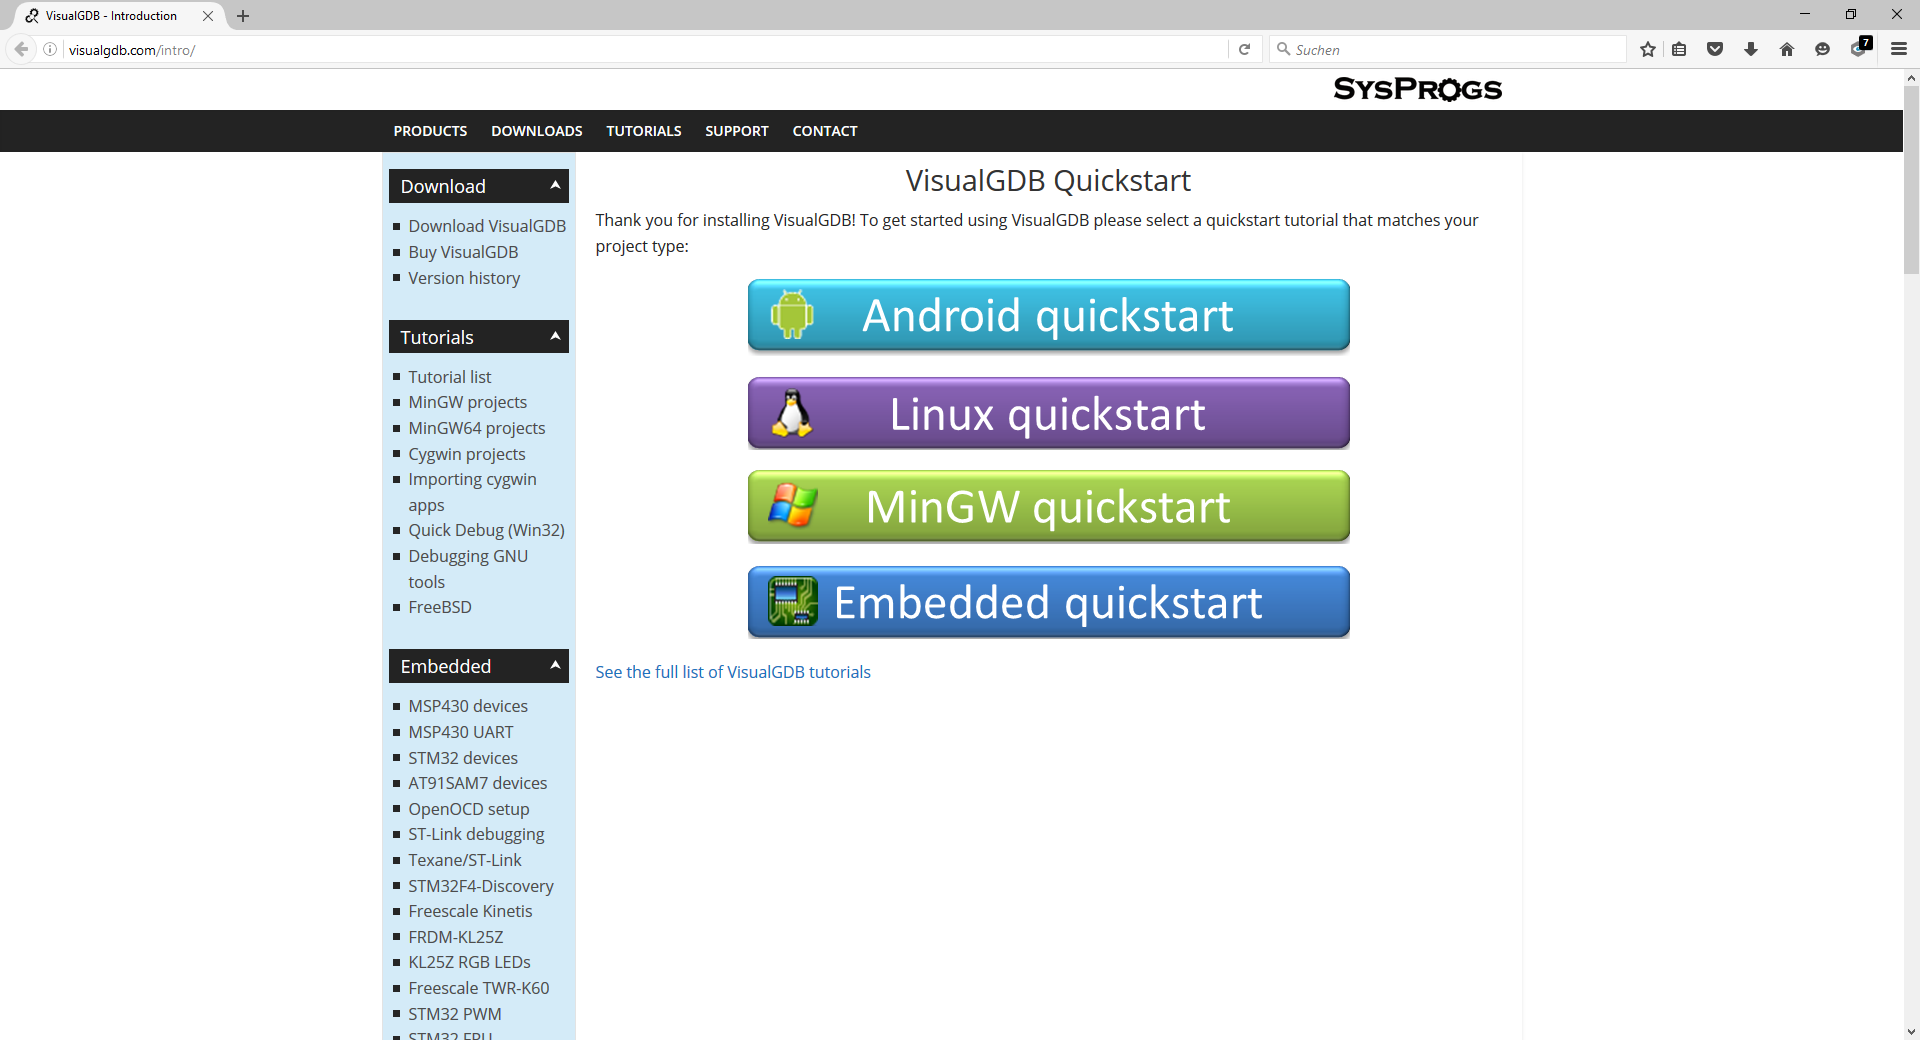 VisualGDB - Introduction
visualgdb.com/intro/
Suchen
7
SYSPROGS
PRODUCTS DOWNLOADS TUTORIALS SUPPORT CONTACT
Download
Download VisualGDB
Buy VisualGDB
Version history
Tutorials
Tutorial list
MinGW projects
MinGW64 projects
Cygwin projects
Importing cygwin
apps
Quick Debug (Win32)
Debugging GNU
tools
FreeBSD
Embedded
MSP430 devices
MSP430 UART
STM32 devices
AT91SAM7 devices
OpenOCD setup
ST-Link debugging
Texane/ST-Link
STM32F4-Discovery
Freescale Kinetis
FRDM-KL25Z
KL25Z RGB LEDs
Freescale TWR-K60
STM32 PWM
STM32 FPU
VisualGDB Quickstart
Thank you for installing VisualGDB! To get started using VisualGDB please select a quickstart tutorial that matches your
project type:
Android quickstart
Linux quickstart
MinGW quickstart
Embedded quickstart
See the full list of VisualGDB tutorials